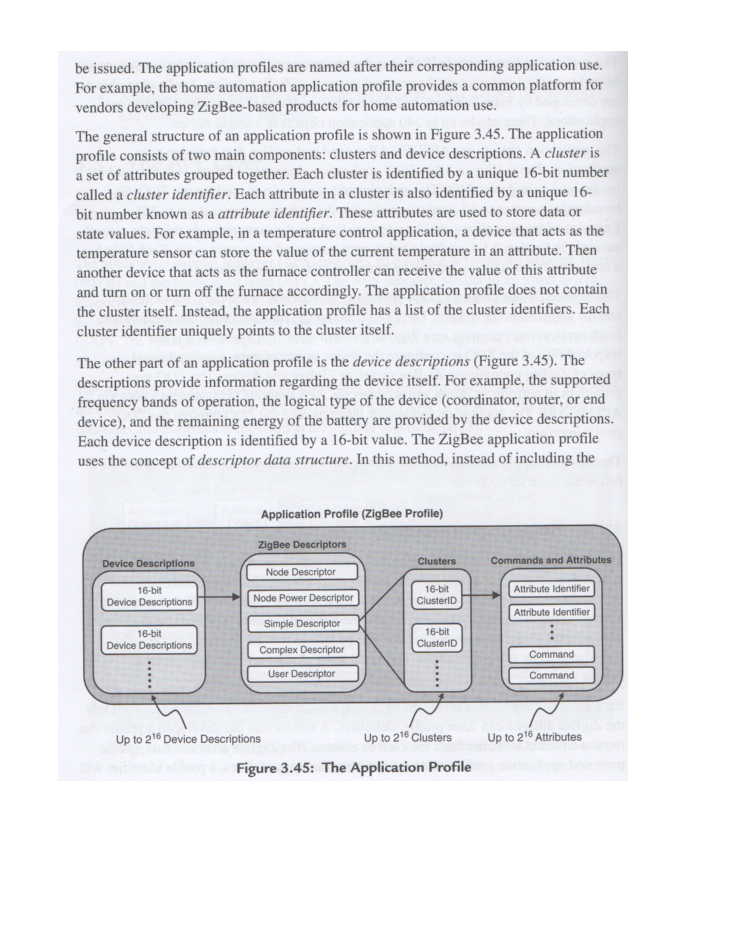 be issued. The application profiles are named after their corresponding application use.
For example, the home automation application profile provides a common platform for
vendors developing ZigBee-based products for home automation use.
The general structure of an application profile is shown in Figure 3.45. The application
profile consists of two main components: clusters and device descriptions. A cluster is
a set of attributes grouped together. Each cluster is identified by a unique 16-bit number
called a cluster identifier. Each attribute in a cluster is also identified by a unique 16-
bit number known as a attribute identifier. These attributes are used to store data or
state values. For example, in a temperature control application, a device that acts as the
temperature sensor can store the value of the current temperature in an attribute. Then
another device that acts as the furnace controller can receive the value of this attribute
and turn on or turn off the furnace accordingly. The application profile does not contain
the cluster itself. Instead, the application profile has a list of the cluster identifiers. Each
cluster identifier uniquely points to the cluster itself.
The other part of an application profile is the device descriptions (Figure 3.45). The
descriptions provide information regarding the device itself. For example, the supported
frequency bands of operation, the logical type of the device (coordinator, router, or end
device), and the remaining energy of the battery are provided by the device descriptions.
Each device description is identified by a 16-bit value. The ZigBee application profile
uses the concept of descriptor data structure. In this method, instead of including the
Application Profile (ZigBee Profile)
Device Descriptions
16-bit
Device Descriptions
16-bit
Device Descriptions
ZigBee Descriptors
Node Descriptor
Node Power Descriptor
Simple Descriptor
Complex Descriptor
User Descriptor
Clusters
16-bit
ClusterID
16-bit
ClusterID
Commands and Attributes
Attribute Identifier
Attribute Identifier
Command
Command
Up to 2^16 Device Descriptions
Up to 2^16 Clusters
Up to 2^16 Attributes
Figure 3.45: The Application Profile